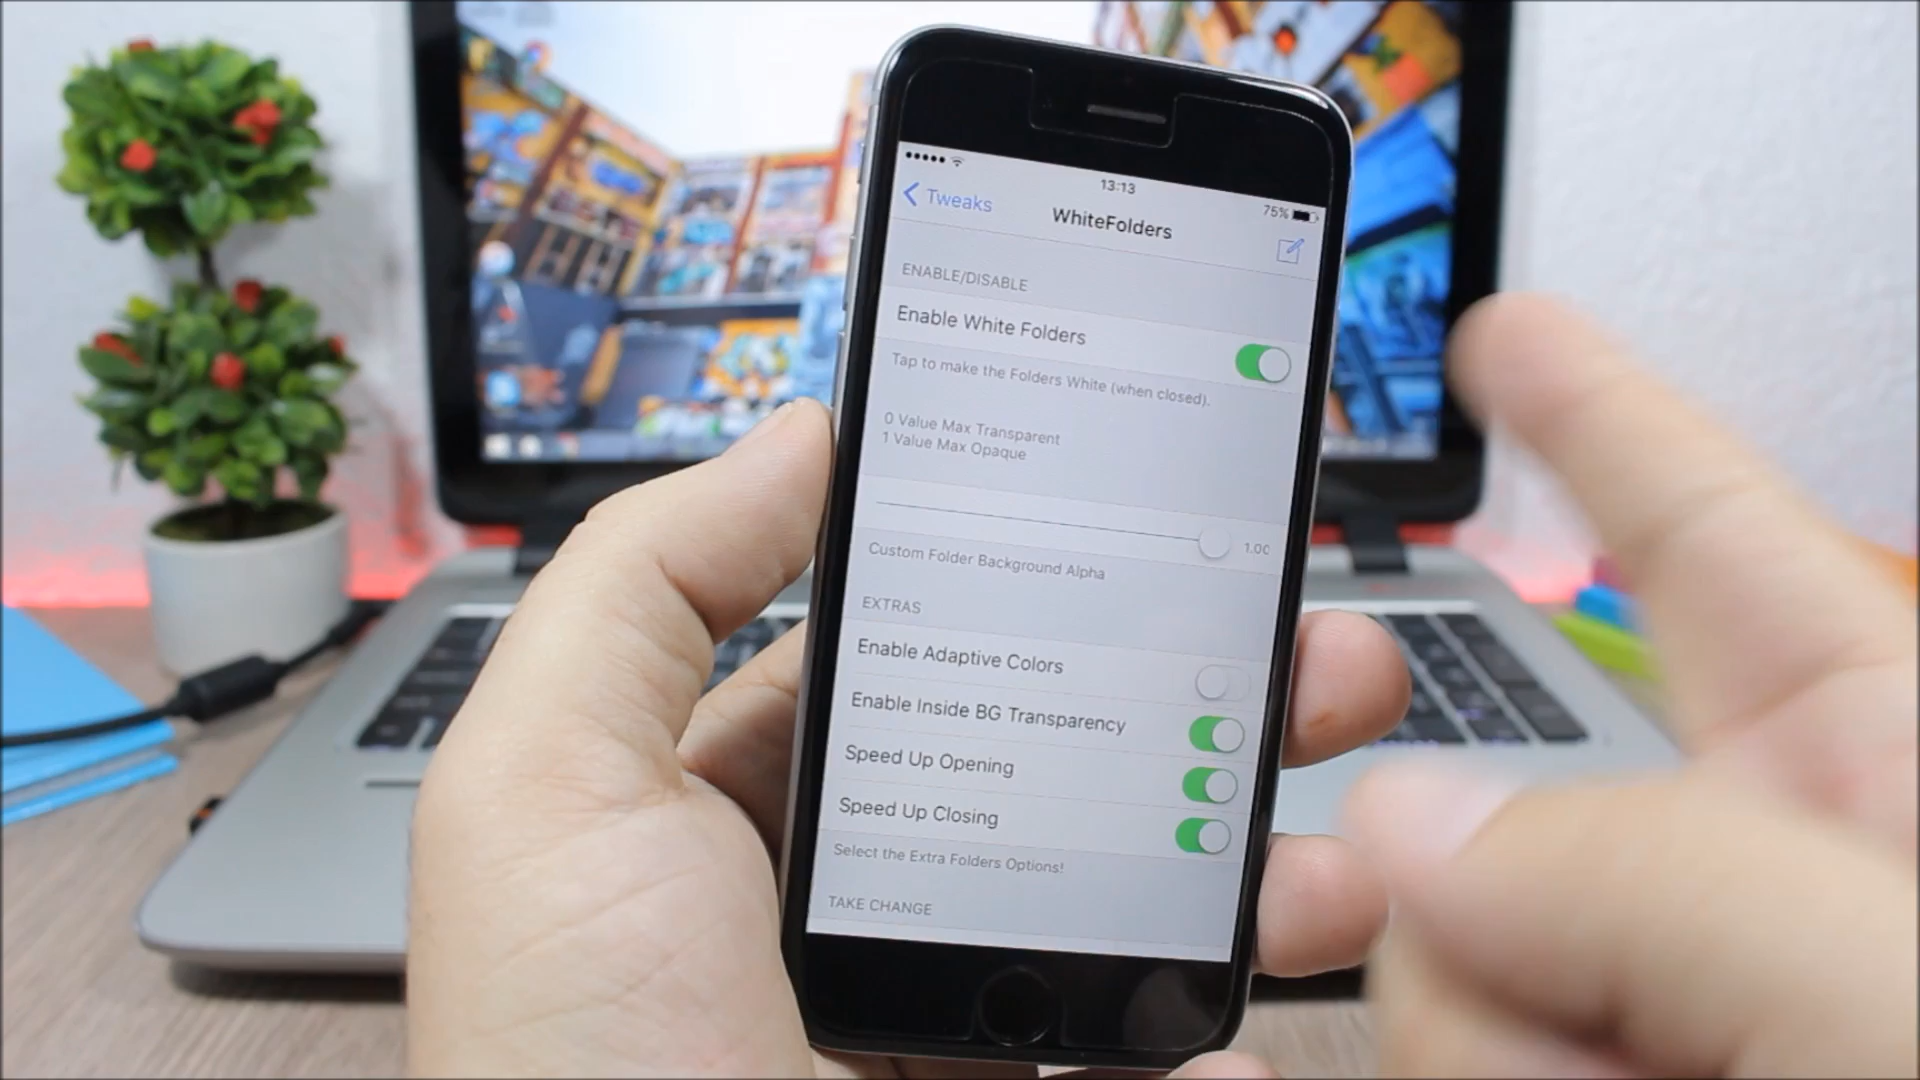 13:13
75%
Tweaks
WhiteFolders
ENABLE/DISABLE
Enable White Folders
Tap to make the Folders White (when closed).
0 Value Max Transparent
1 Value Max Opaque
1.00
Custom Folder Background Alpha
EXTRAS
Enable Adaptive Colors
Enable Inside BG Transparency
Speed Up Opening
Speed Up Closing
Select the Extra Folders Options!
TAKE CHANGE